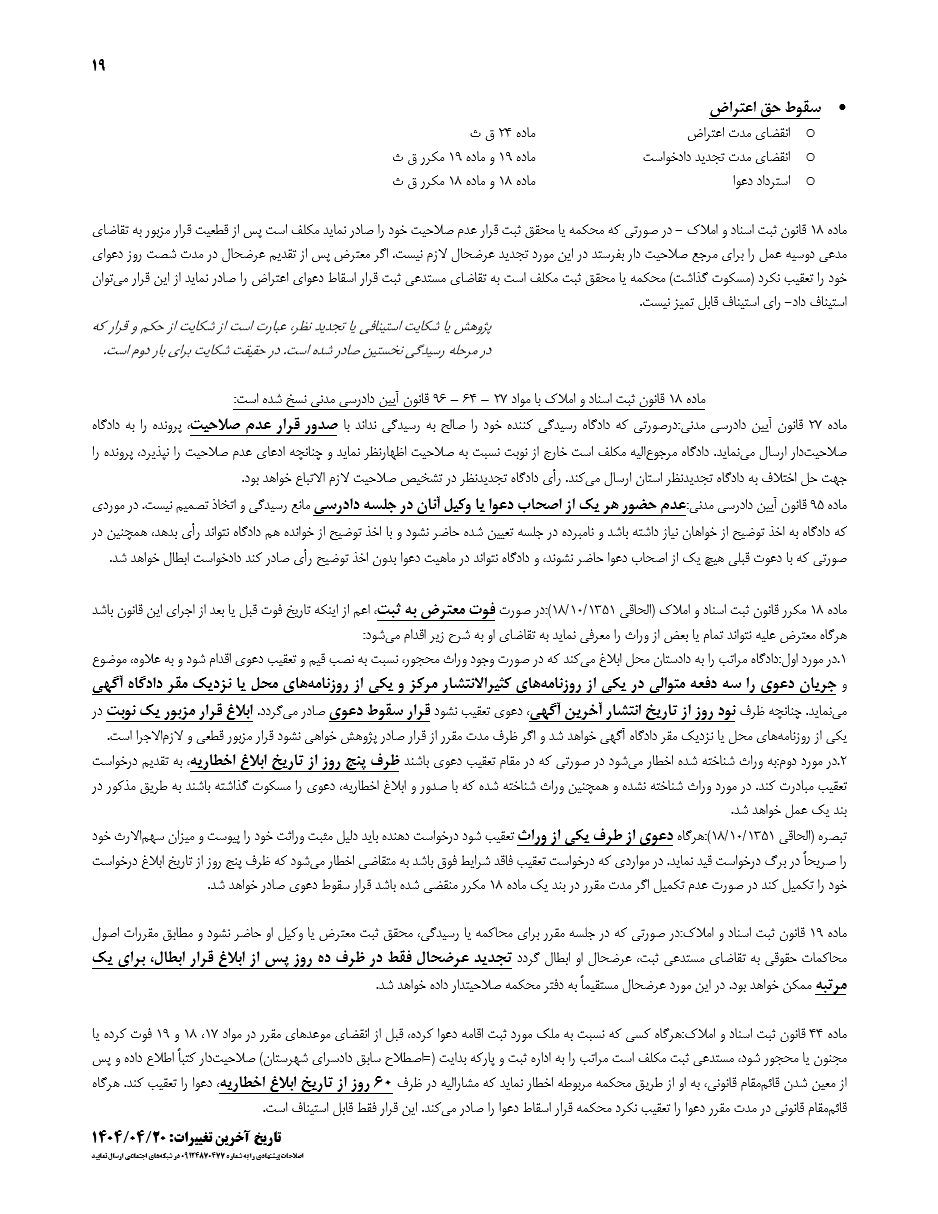 ۱۹
• سقوط حق اعتراض
○ انقضای مدت اعتراض ماده ۲۴ ق ث
○ انقضای مدت تجدید دادخواست ماده ۱۹ و ماده ۱۹ مکرر ق ث
○ استرداد دعوا ماده ۱۸ و ماده ۱۸ مکرر ق ث
ماده ۱۸ قانون ثبت اسناد و املاک – در صورتی که محکمه یا محقق ثبت قرار عدم صلاحیت خود را صادر نماید مکلف است پس از قطعیت قرار مزبور به تقاضای
مدعی دوسیه عمل را برای مرجع صلاحیت دار بفرستد در این مورد تجدید عرضحال لازم نیست. اگر معترض پس از تقدیم عرضحال در مدت شصت روز دعوای
خود را تعقیب نکرد (مسکوت گذاشت) محکمه یا محقق ثبت مکلف است به تقاضای مستدعی ثبت قرار اسقاط دعوای اعتراض را صادر نماید از این قرار می‌توان
استیناف داد– رای استیناف قابل تمیز نیست.
پژوهش یا شکایت استینافی یا تجدید نظر، عبارت است از شکایت از حکم و قرار که
در مرحله رسیدگی نخستین صادر شده است. در حقیقت شکایت برای بار دوم است.
ماده ۱۸ قانون ثبت اسناد و املاک با مواد ۲۷ – ۶۴ – ۹۶ قانون آیین دادرسی مدنی نسخ شده است:
ماده ۲۷ قانون آیین دادرسی مدنی:درصورتی که دادگاه رسیدگی کننده خود را صالح به رسیدگی نداند با صدور قرار عدم صلاحیت، پرونده را به دادگاه
صلاحیت‌دار ارسال می‌نماید. دادگاه مرجوع‌الیه مکلف است خارج از نوبت نسبت به صلاحیت اظهارنظر نماید و چنانچه ادعای عدم صلاحیت را نپذیرد، پرونده را
جهت حل اختلاف به دادگاه تجدیدنظر استان ارسال می‌کند. رأی دادگاه تجدیدنظر در تشخیص صلاحیت لازم الاتباع خواهد بود.
ماده ۹۵ قانون آیین دادرسی مدنی:عدم حضور هر یک از اصحاب دعوا یا وکیل آنان در جلسه دادرسی مانع رسیدگی و اتخاذ تصمیم نیست. در موردی
که دادگاه به اخذ توضیح از خواهان نیاز داشته باشد و نامبرده در جلسه تعیین شده حاضر نشود و با اخذ توضیح از خوانده هم دادگاه نتواند رأی بدهد، همچنین در
صورتی که با دعوت قبلی هیچ یک از اصحاب دعوا حاضر نشوند، و دادگاه نتواند در ماهیت دعوا بدون اخذ توضیح رأی صادر کند دادخواست ابطال خواهد شد.
ماده ۱۸ مکرر قانون ثبت اسناد و املاک (الحاقی ۱۸/۱۰/۱۳۵۱):در صورت فوت معترض به ثبت، اعم از اینکه تاریخ فوت قبل یا بعد از اجرای این قانون باشد
هرگاه معترض علیه نتواند تمام یا بعض از وراث را معرفی نماید به تقاضای او به شرح زیر اقدام می‌شود:
۱.در مورد اول:دادگاه مراتب را به دادستان محل ابلاغ می‌کند که در صورت وجود وراث محجور، نسبت به نصب قیم و تعقیب دعوی اقدام شود و به علاوه، موضوع
و جریان دعوی را سه دفعه متوالی در یکی از روزنامه‌های کثیرالانتشار مرکز و یکی از روزنامه‌های محل یا نزدیک مقر دادگاه آگهی
می‌نماید. چنانچه ظرف نود روز از تاریخ انتشار آخرین آگهی، دعوی تعقیب نشود قرار سقوط دعوی صادر می‌گردد. ابلاغ قرار مزبور یک نوبت در
یکی از روزنامه‌های محل یا نزدیک مقر دادگاه آگهی خواهد شد و اگر ظرف مدت مقرر از قرار صادر پژوهش خواهی نشود قرار مزبور قطعی و لازم‌الاجرا است.
۲.در مورد دوم:به وراث شناخته شده اخطار می‌شود در صورتی که در مقام تعقیب دعوی باشند ظرف پنج روز از تاریخ ابلاغ اخطاریه، به تقدیم درخواست
تعقیب مبادرت کند. در مورد وراث شناخته نشده و همچنین وراث شناخته شده که با صدور و ابلاغ اخطاریه، دعوی را مسکوت گذاشته باشند به طریق مذکور در
بند یک عمل خواهد شد.
تبصره (الحاقی ۱۸/۱۰/۱۳۵۱):هرگاه دعوی از طرف یکی از وراث تعقیب شود درخواست دهنده باید دلیل مثبت وراثت خود را پیوست و میزان سهم‌الارث خود
را صریحاً در برگ درخواست قید نماید. در مواردی که درخواست تعقیب فاقد شرایط فوق باشد به متقاضی اخطار می‌شود که ظرف پنج روز از تاریخ ابلاغ درخواست
خود را تکمیل کند در صورت عدم تکمیل اگر مدت مقرر در بند یک ماده ۱۸ مکرر منقضی شده باشد قرار سقوط دعوی صادر خواهد شد.
ماده ۱۹ قانون ثبت اسناد و املاک:در صورتی که در جلسه مقرر برای محاکمه یا رسیدگی، محقق ثبت معترض یا وکیل او حاضر نشود و مطابق مقررات اصول
محاکمات حقوقی به تقاضای مستدعی ثبت، عرضحال او ابطال گردد تجدید عرضحال فقط در ظرف ده روز پس از ابلاغ قرار ابطال، برای یک
مرتبه ممکن خواهد بود. در این مورد عرضحال مستقیماً به دفتر محکمه صلاحیتدار داده خواهد شد.
ماده ۴۴ قانون ثبت اسناد و املاک:هرگاه کسی که نسبت به ملک مورد ثبت اقامه دعوا کرده، قبل از انقضای موعدهای مقرر در مواد ۱۷، ۱۸ و ۱۹ فوت کرده یا
مجنون یا محجور شود، مستدعی ثبت مکلف است مراتب را به اداره ثبت و پارکه بدایت (=اصطلاح سابق دادسرای شهرستان) صلاحیت‌دار کتباً اطلاع داده و پس
از معین شدن قائم‌مقام قانونی، به او از طریق محکمه مربوطه اخطار نماید که مشارالیه در ظرف ۶۰ روز از تاریخ ابلاغ اخطاریه، دعوا را تعقیب کند. هرگاه
قائم‌مقام قانونی در مدت مقرر دعوا را تعقیب نکرد محکمه قرار اسقاط دعوا را صادر می‌کند. این قرار فقط قابل استیناف است.
تاریخ آخرین تغییرات: ۱۴۰۴/۰۴/۲۰
اصلاحات پیشنهادی را به شماره ۰۹۱۲۴۸۷۰۴۷۷ در شبکه‌های اجتماعی ارسال نمایید